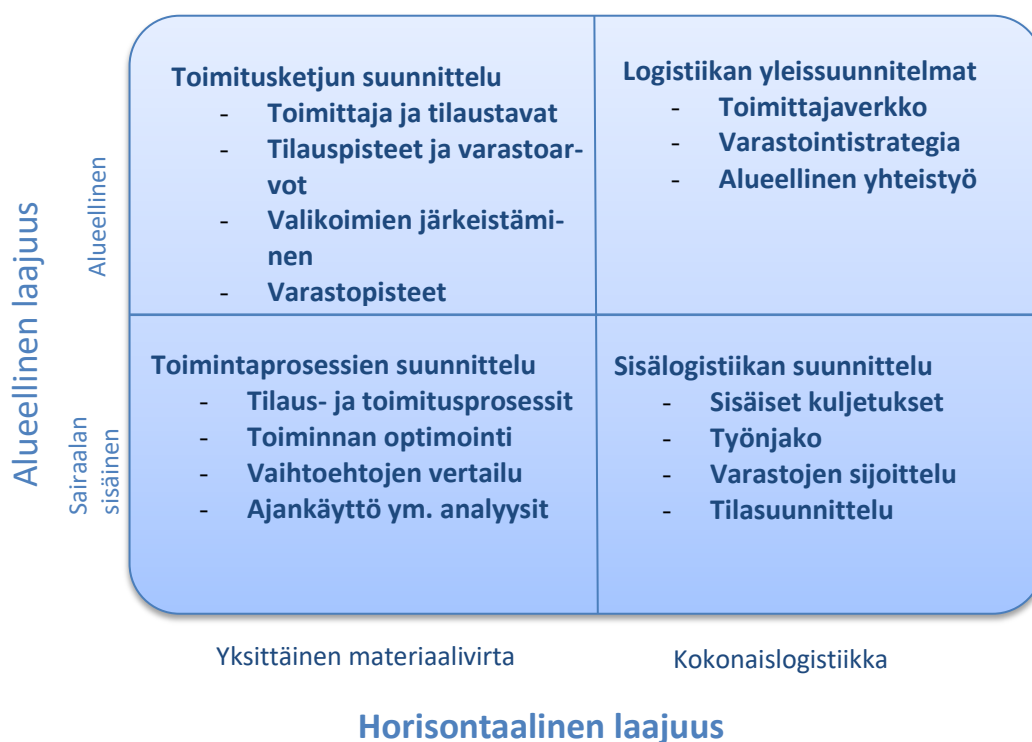 Alueellinen laajuus
Alueellinen
Sairaalan
sisäinen
Toimitusketjun suunnittelu
- Toimittaja ja tilaustavat
- Tilauspisteet ja varastoar-
vot
- Valikoimien järkeistämi-
nen
- Varastopisteet
Logistiikan yleissuunnitelmat
- Toimittajaverkko
- Varastointistrategia
- Alueellinen yhteistyö
Toimintaprosessien suunnittelu
- Tilaus- ja toimitusprosessit
- Toiminnan optimointi
- Vaihtoehtojen vertailu
- Ajankäyttö ym. analyysit
Sisälogistiikan suunnittelu
- Sisäiset kuljetukset
- Työnjako
- Varastojen sijoittelu
- Tilasuunnittelu
Yksittäinen materiaalivirta
Kokonaislogistiikka
Horisontaalinen laajuus